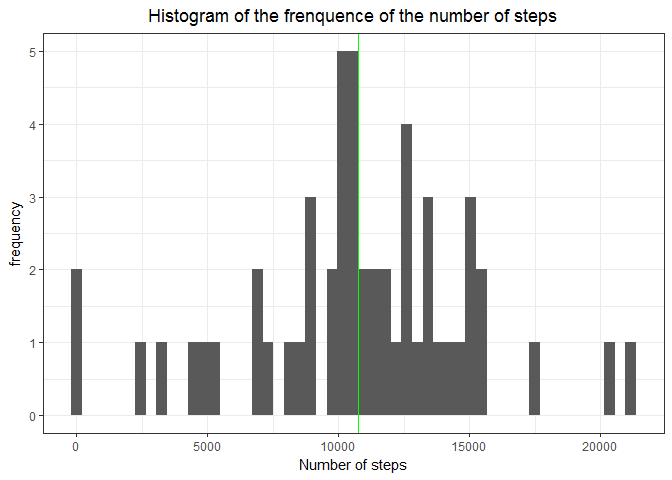 Histogram of the frenquence of the number of steps
frequency
5
4
3
2
1
0
0 5000 10000 15000 20000
Number of steps